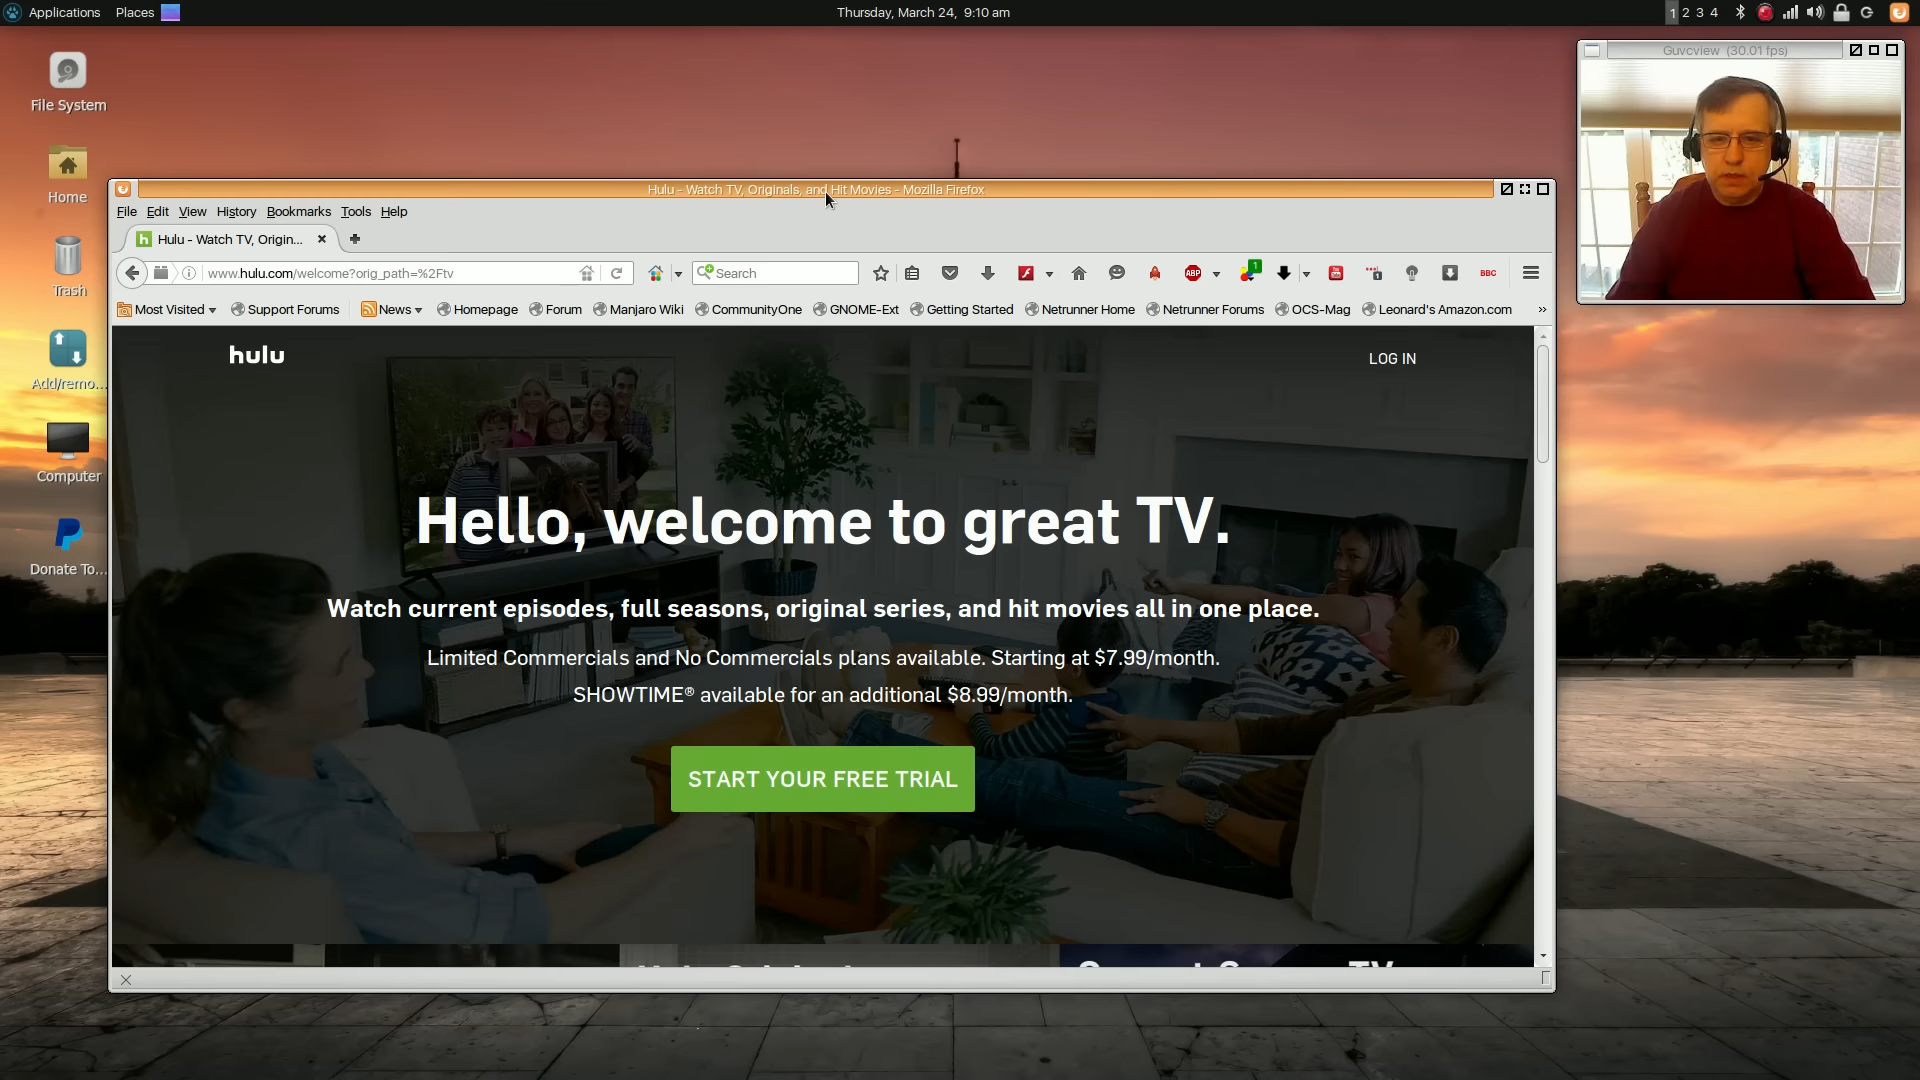 Applications Places
Thursday, March 24, 9:10 am
1 2 3 4
File System
Home
Trash
Add/remo...
Computer
Donate To...
Guvcview (30.01 fps)
Hulu - Watch TV, Originals, and Hit Movies - Mozilla Firefox
File Edit View History Bookmarks Tools Help
h Hulu - Watch TV, Origin...
www.hulu.com/welcome?orig_path=%2Ftv
Search
ABP
1
BBC
Most Visited Support Forums News Homepage Forum Manjaro Wiki CommunityOne GNOME-Ext Getting Started Netrunner Home Netrunner Forums OCS-Mag Leonard's Amazon.com »
hulu
LOG IN
Hello, welcome to great TV.
Watch current episodes, full seasons, original series, and hit movies all in one place.
Limited Commercials and No Commercials plans available. Starting at $7.99/month.
SHOWTIME® available for an additional $8.99/month.
START YOUR FREE TRIAL